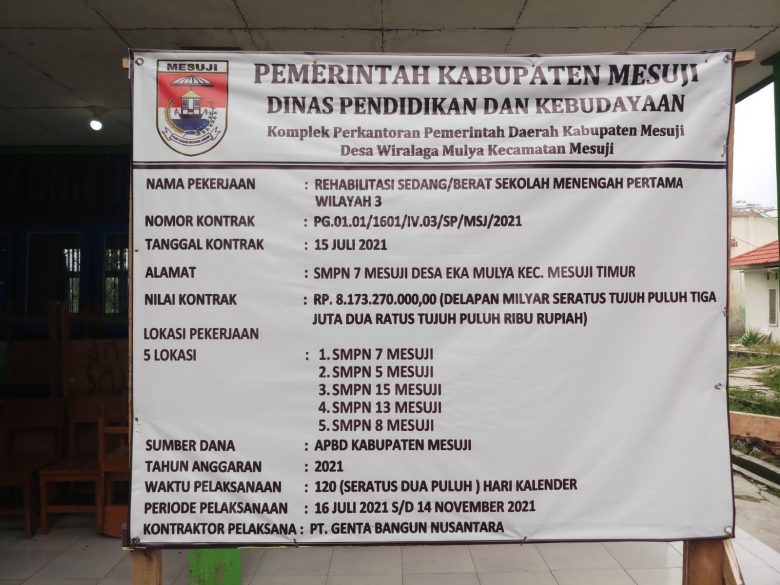 MESUJI
PEMERINTAH KABUPATEN MESUJI
DINAS PENDIDIKAN DAN KEBUDAYAAN
Komplek Perkantoran Pemerintah Daerah Kabupaten Mesuji
Desa Wiralaga Mulya Kecamatan Mesuji
NAMA PEKERJAAN : REHABILITASI SEDANG/BERAT SEKOLAH MENENGAH PERTAMA
WILAYAH 3
NOMOR KONTRAK : PG.01.01/1601/IV.03/SP/MSJ/2021
TANGGAL KONTRAK : 15 JULI 2021
ALAMAT : SMPN 7 MESUJI DESA EKA MULYA KEC. MESUJI TIMUR
NILAI KONTRAK : RP. 8.173.270.000,00 (DELAPAN MILYAR SERATUS TUJUH PULUH TIGA
JUTA DUA RATUS TUJUH PULUH RIBU RUPIAH)
LOKASI PEKERJAAN
5 LOKASI : 1. SMPN 7 MESUJI
2. SMPN 5 MESUJI
3. SMPN 15 MESUJI
4. SMPN 13 MESUJI
5. SMPN 8 MESUJI
SUMBER DANA : APBD KABUPATEN MESUJI
TAHUN ANGGARAN : 2021
WAKTU PELAKSANAAN : 120 (SERATUS DUA PULUH ) HARI KALENDER
PERIODE PELAKSANAAN : 16 JULI 2021 S/D 14 NOVEMBER 2021
KONTRAKTOR PELAKSANA : PT. GENTA BANGUN NUSANTARA